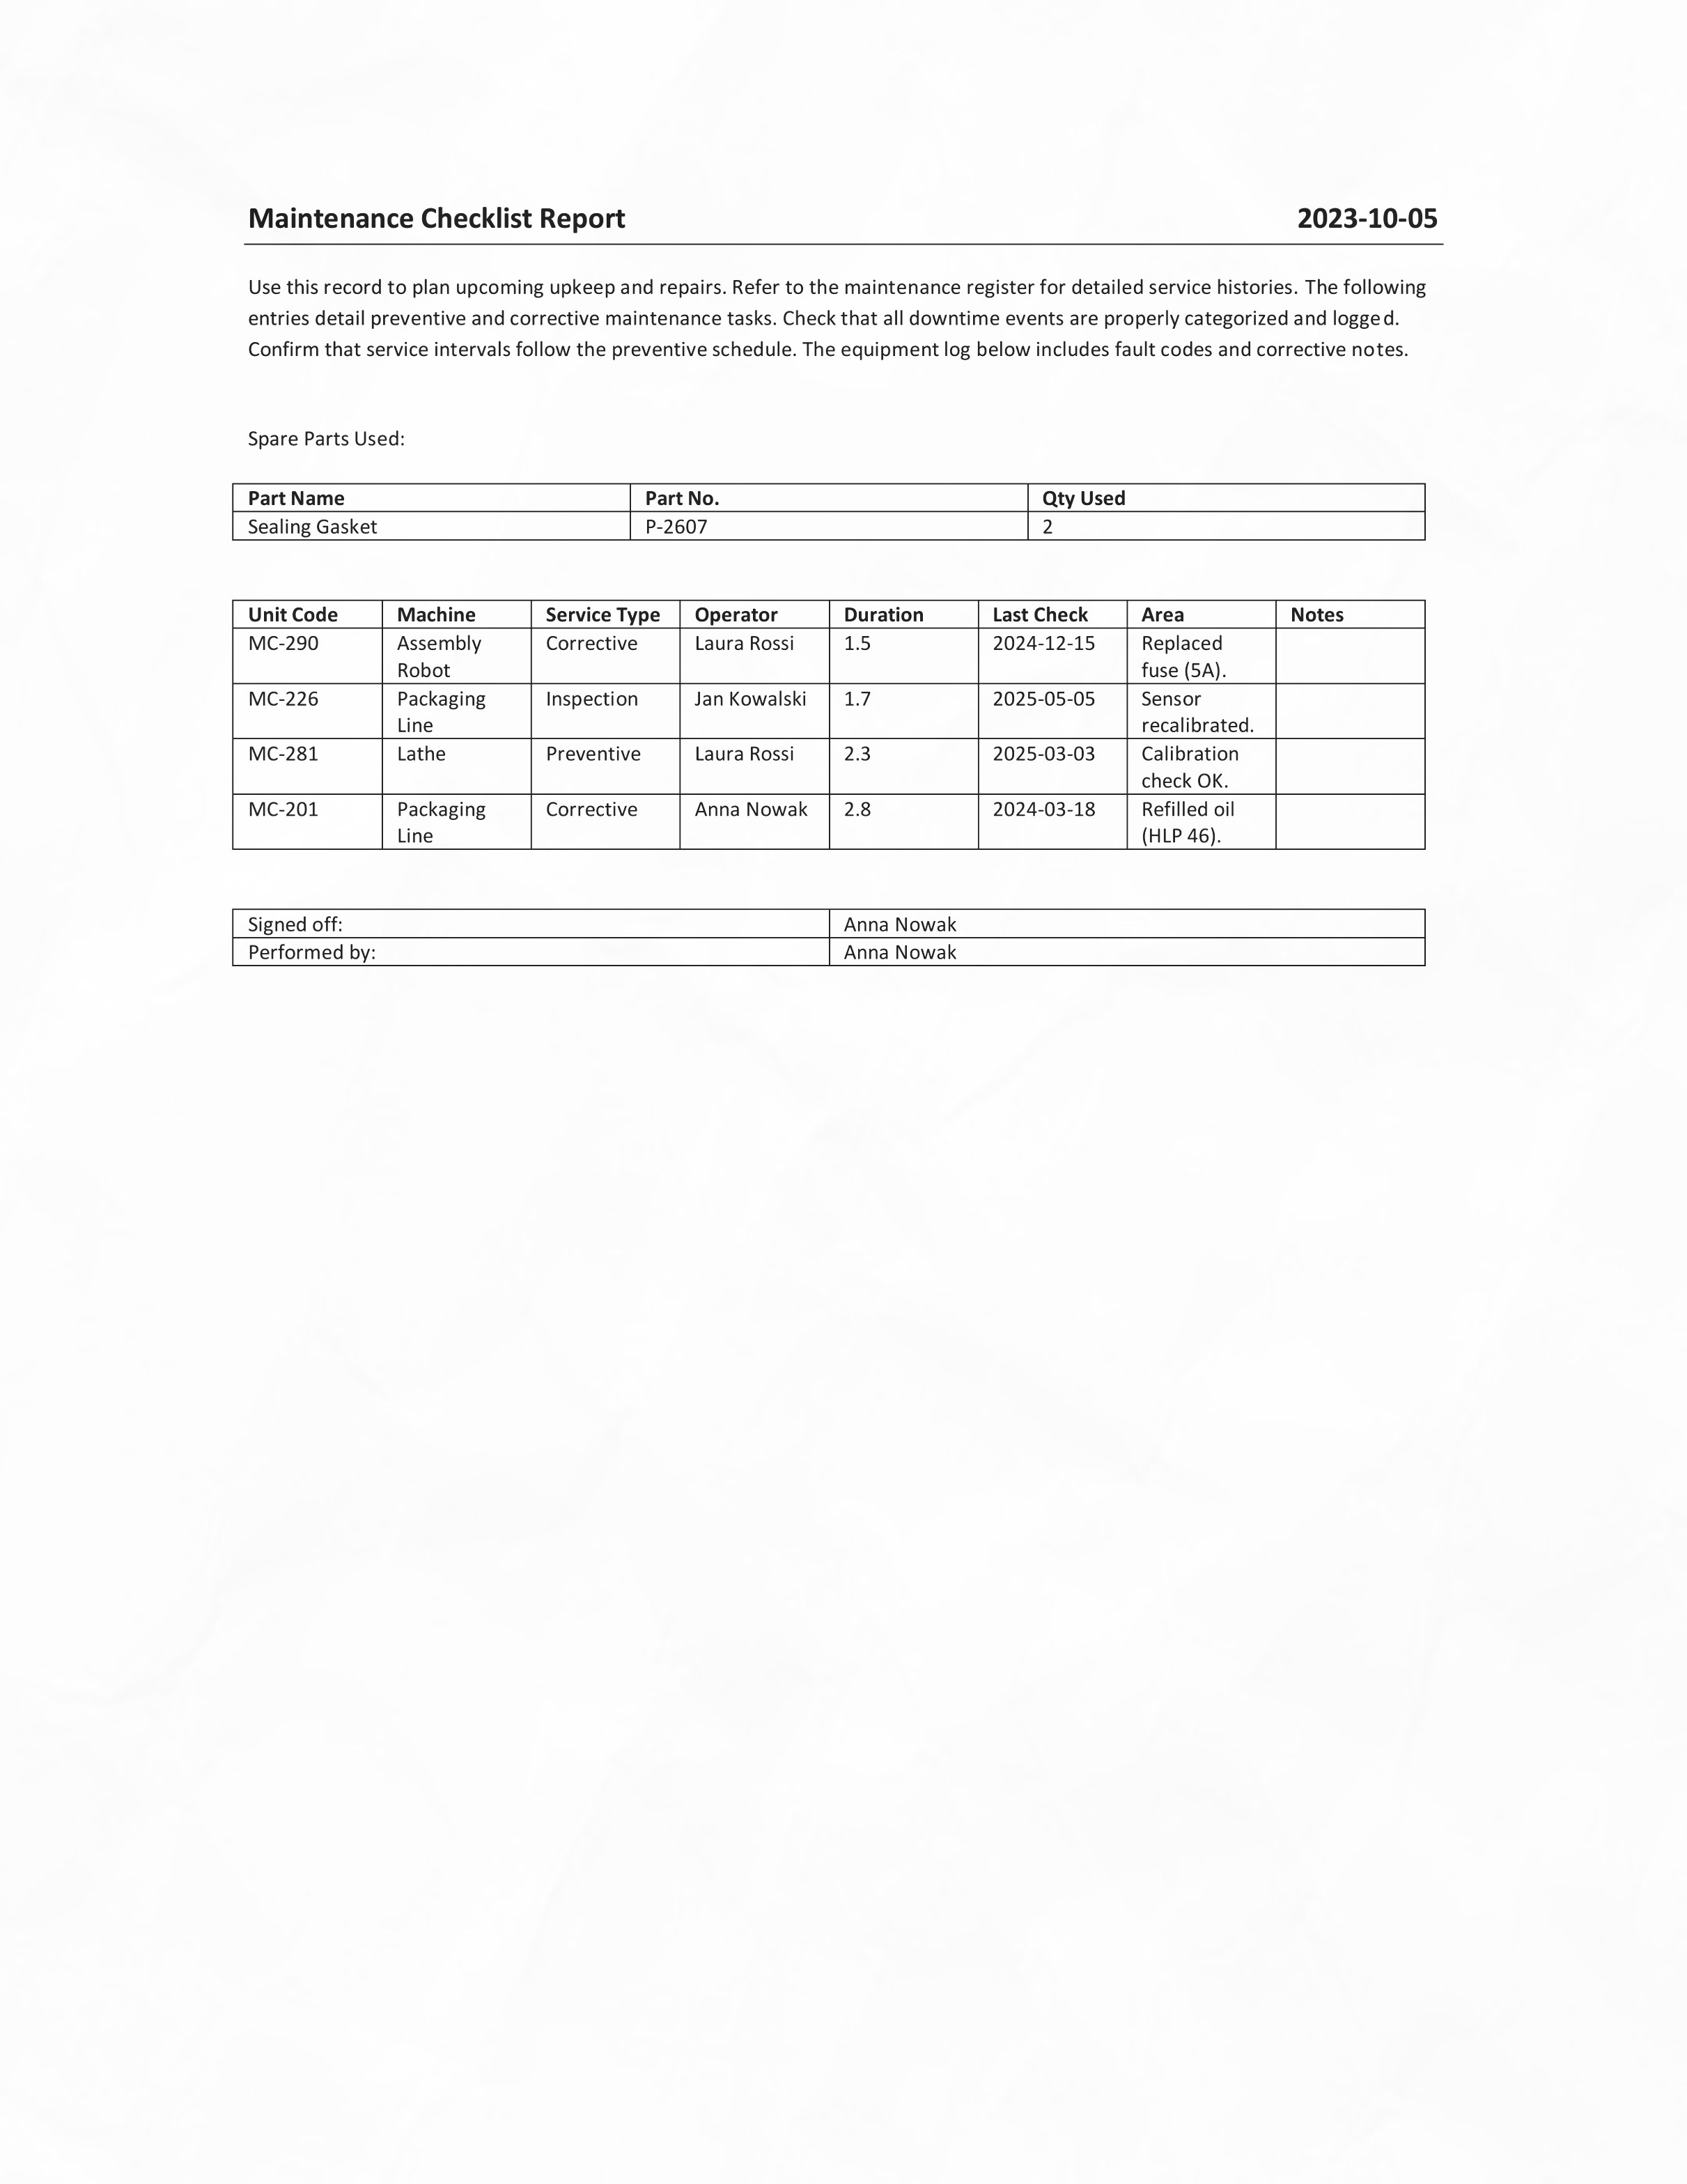 Maintenance Checklist Report 2023-10-05
Use this record to plan upcoming upkeep and repairs. Refer to the maintenance register for detailed service histories. The following
entries detail preventive and corrective maintenance tasks. Check that all downtime events are properly categorized and logged.
Confirm that service intervals follow the preventive schedule. The equipment log below includes fault codes and corrective notes.
Spare Parts Used:
Part Name Part No. Qty Used
Sealing Gasket P-2607 2
Unit Code Machine Service Type Operator Duration Last Check Area Notes
MC-290 Assembly Corrective Laura Rossi 1.5 2024-12-15 Replaced
Robot fuse (5A).
MC-226 Packaging Inspection Jan Kowalski 1.7 2025-05-05 Sensor
Line recalibrated.
MC-281 Lathe Preventive Laura Rossi 2.3 2025-03-03 Calibration
check OK.
MC-201 Packaging Corrective Anna Nowak 2.8 2024-03-18 Refilled oil
Line (HLP 46).
Signed off: Anna Nowak
Performed by: Anna Nowak